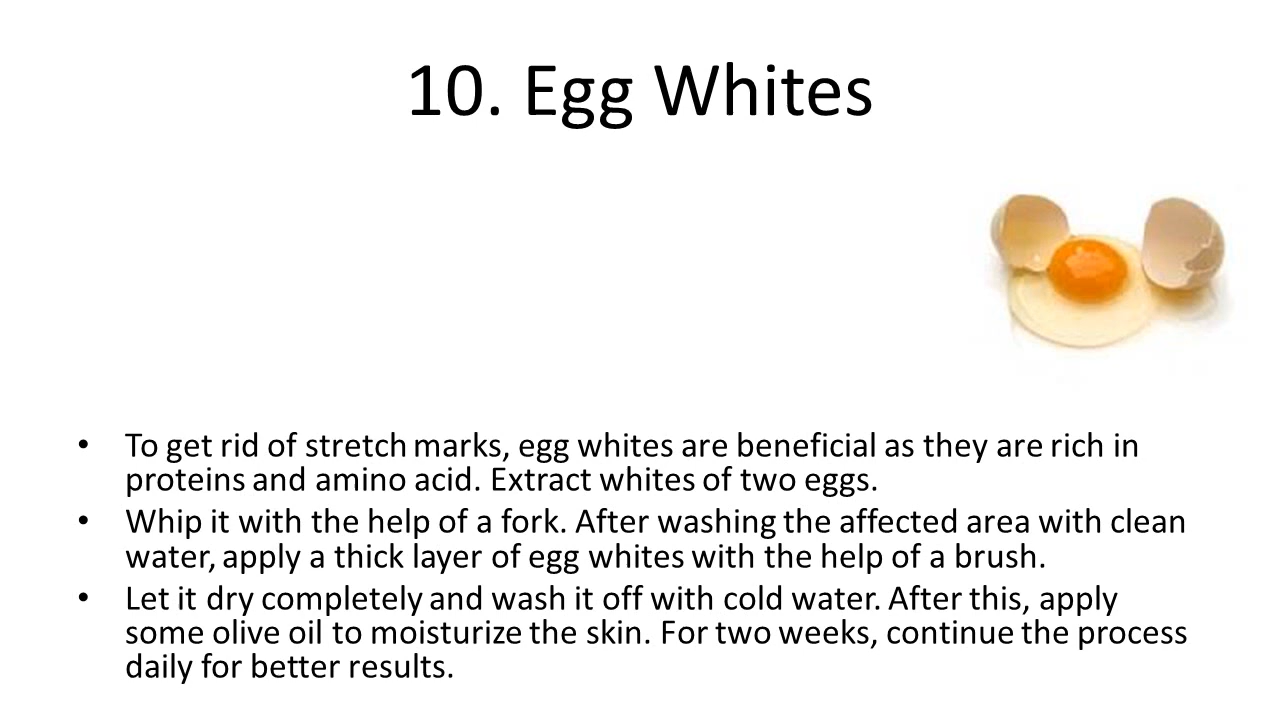 10. Egg Whites
• To get rid of stretch marks, egg whites are beneficial as they are rich in
proteins and amino acid. Extract whites of two eggs.
• Whip it with the help of a fork. After washing the affected area with clean
water, apply a thick layer of egg whites with the help of a brush.
• Let it dry completely and wash it off with cold water. After this, apply
some olive oil to moisturize the skin. For two weeks, continue the process
daily for better results.